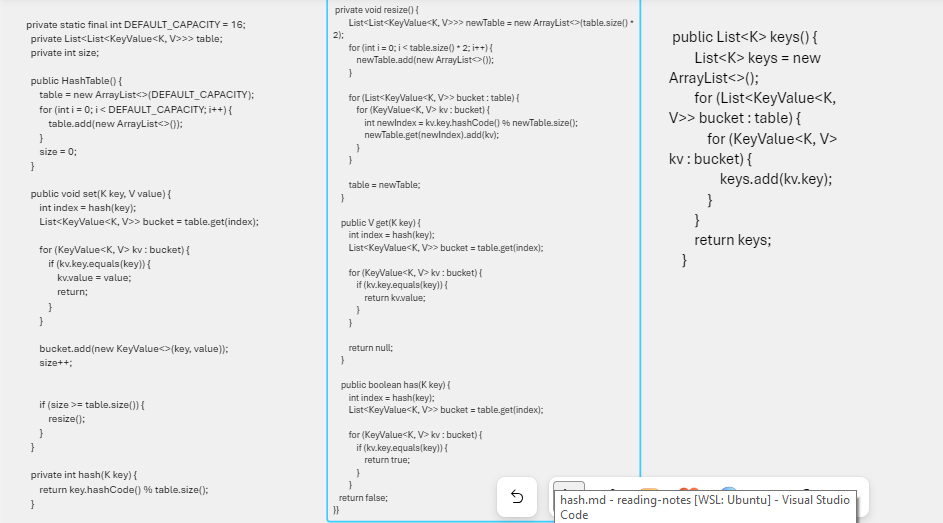 private static final int DEFAULT_CAPACITY = 16;
private List<List<KeyValue<K, V>>> table;
private int size;
public HashTable() {
table = new ArrayList<>(DEFAULT_CAPACITY);
for (int i = 0; i < DEFAULT_CAPACITY; i++) {
table.add(new ArrayList<>());
}
size = 0;
}
public void set(K key, V value) {
int index = hash(key);
List<KeyValue<K, V>> bucket = table.get(index);
for (KeyValue<K, V> kv : bucket) {
if (kv.key.equals(key)) {
kv.value = value;
return;
}
}
bucket.add(new KeyValue<>(key, value));
size++;
if (size >= table.size()) {
resize();
}
}
private int hash(K key) {
return key.hashCode() % table.size();
}
private void resize() {
List<List<KeyValue<K, V>>> newTable = new ArrayList<>(table.size() *
2);
for (int i = 0; i < table.size() * 2; i++) {
newTable.add(new ArrayList<>());
}
for (List<KeyValue<K, V>> bucket : table) {
for (KeyValue<K, V> kv : bucket) {
int newIndex = kv.key.hashCode() % newTable.size();
newTable.get(newIndex).add(kv);
}
}
table = newTable;
}
public V get(K key) {
int index = hash(key);
List<KeyValue<K, V>> bucket = table.get(index);
for (KeyValue<K, V> kv : bucket) {
if (kv.key.equals(key)) {
return kv.value;
}
}
return null;
}
public boolean has(K key) {
int index = hash(key);
List<KeyValue<K, V>> bucket = table.get(index);
for (KeyValue<K, V> kv : bucket) {
if (kv.key.equals(key)) {
return true;
}
}
return false;
}}
public List<K> keys() {
List<K> keys = new
ArrayList<>();
for (List<KeyValue<K,
V>> bucket : table) {
for (KeyValue<K, V>
kv : bucket) {
keys.add(kv.key);
}
}
return keys;
}
hash.md - reading-notes [WSL: Ubuntu] - Visual Studio
Code